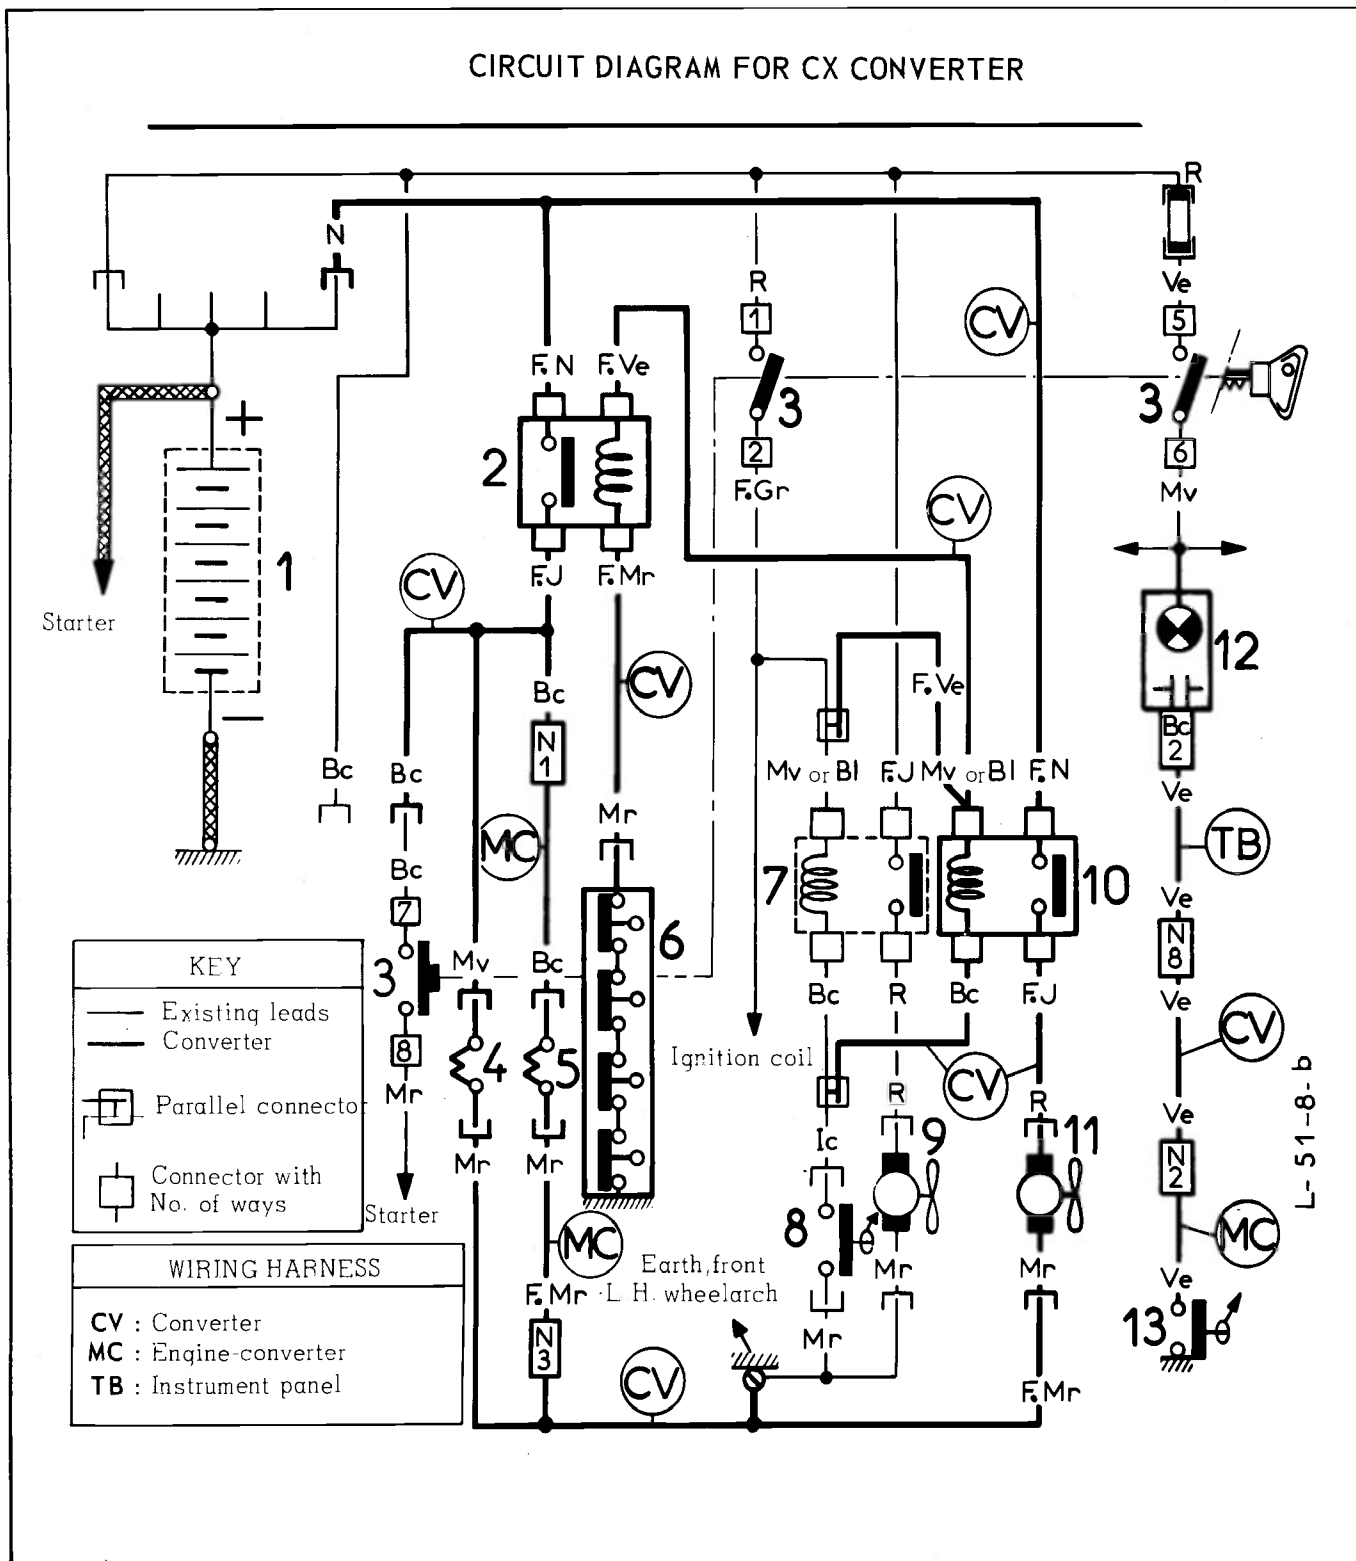 CIRCUIT DIAGRAM FOR CX CONVERTER
R
N
R
Ve
CV
1
5
F.N
F.Ve
3
3
2
2
6
F.Gr
Mv
CV
+
1
F.J
F.Mr
Starter
CV
12
CV
F.Ve
Bc
−
N
1
Bc
2
Bc
Bc
Mv or Bl
F.J
Mv or Bl
F.N
Ve
Mr
MC
TB
Bc
7
10
Ve
7
6
N
8
KEY
3
Mv
Bc
Bc
R
Bc
F.J
Ve
Existing leads
Converter
8
4
5
Ignition coil
CV
CV
Parallel connector
Mr
R
R
Ve
L-51-8-b
Ic
9
11
Mr
Mr
N
2
Connector with
No. of ways
Starter
8
MC
MC
WIRING HARNESS
Earth, front
L.H. wheelarch
Mr
Mr
Ve
F.Mr
CV : Converter
MC : Engine-converter
TB : Instrument panel
N
3
Mr
13
CV
F.Mr